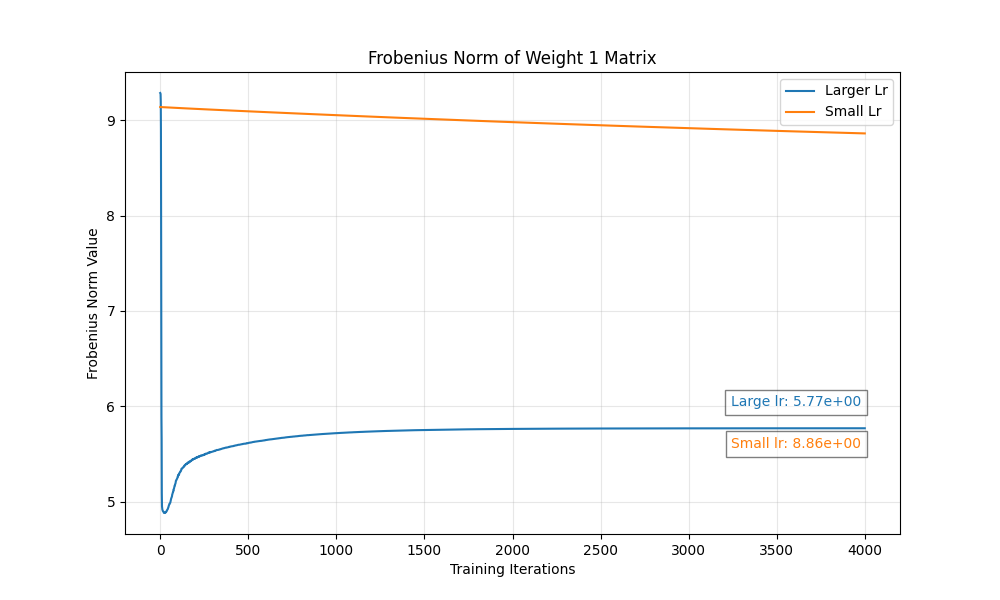 Frobenius Norm of Weight 1 Matrix
Larger Lr
Small Lr
9
8
7
6
5
Frobenius Norm Value
Large lr: 5.77e+00
Small lr: 8.86e+00
0 500 1000 1500 2000 2500 3000 3500 4000
Training Iterations